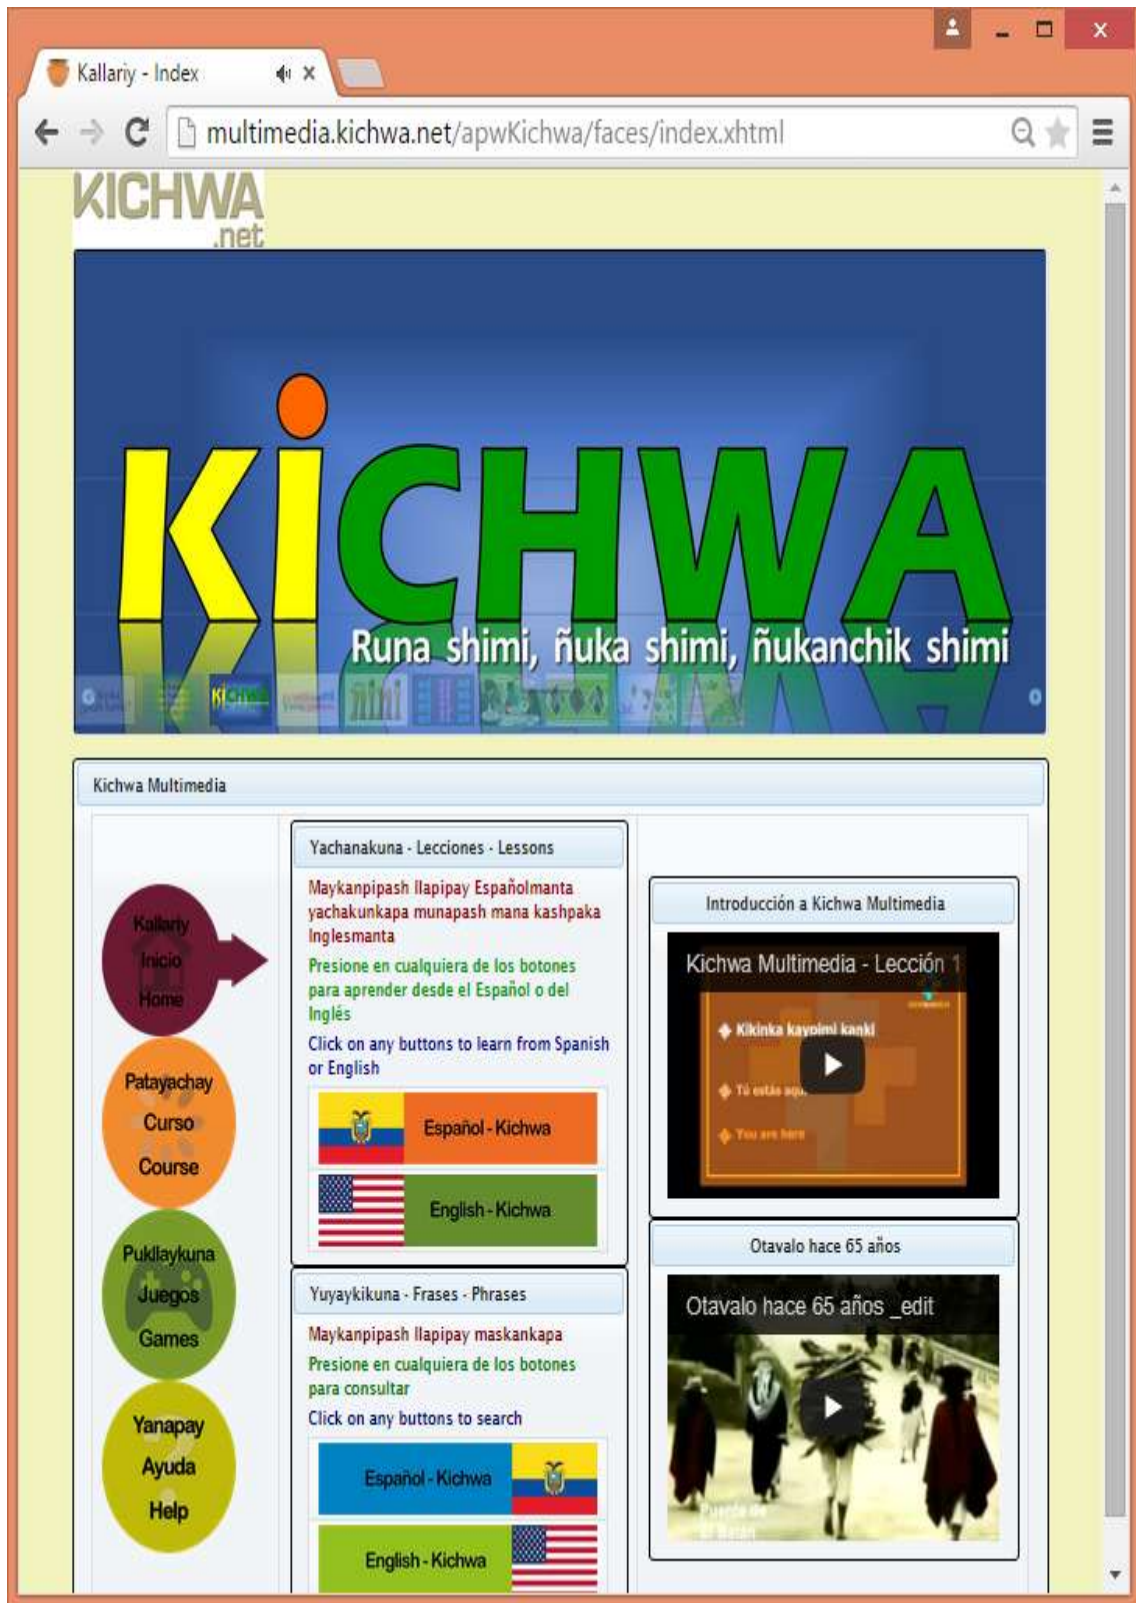 Kallariy - Index
multimedia.kichwa.net/apwKichwa/faces/index.xhtml
KICHWA
.net
KiCHWA
Runa shimi, ñuka shimi, ñukanchik shimi
KiCHWA
Kichwa Multimedia
Kallariy
Inicio
Home
Patayachay
Curso
Course
Pukllaykuna
Juegos
Games
Yanapay
Ayuda
Help
Yachanakuna - Lecciones - Lessons
Maykanpipash llapipay Españolmanta
yachakunkapa munapash mana kashpaka
Inglesmanta
Presione en cualquiera de los botones
para aprender desde el Español o del
Inglés
Click on any buttons to learn from Spanish
or English
Español - Kichwa
English - Kichwa
Yuyaykikuna - Frases - Phrases
Maykanpipash llapipay maskankapa
Presione en cualquiera de los botones
para consultar
Click on any buttons to search
Español - Kichwa
English - Kichwa
Introducción a Kichwa Multimedia
Kichwa Multimedia - Lección 1
Kikinka kaypimi kanki
Tú estás aquí
You are here
Otavalo hace 65 años
Otavalo hace 65 años _edit
Puente de
El Batán